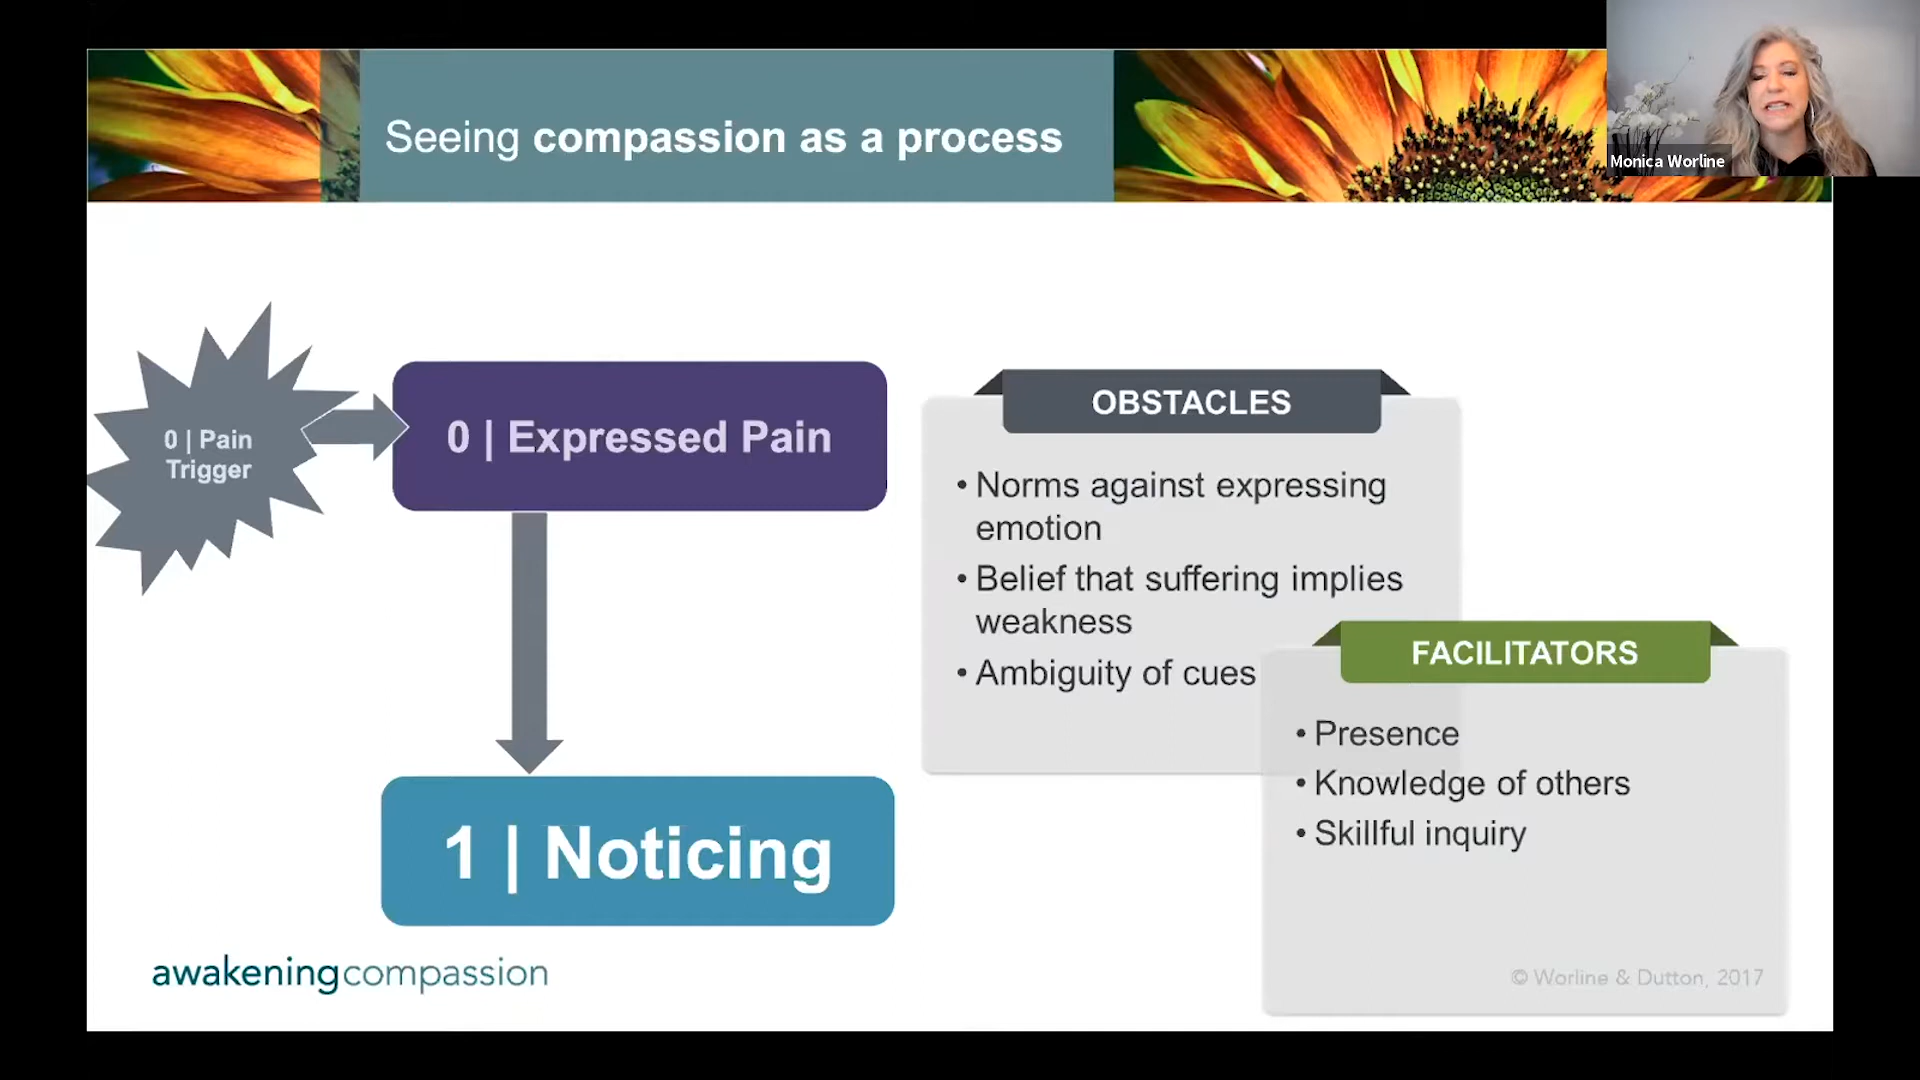 Seeing compassion as a process
Monica Worline
0 | Pain
Trigger
0 | Expressed Pain
1 | Noticing
OBSTACLES
• Norms against expressing
emotion
• Belief that suffering implies
weakness
• Ambiguity of cues
FACILITATORS
• Presence
• Knowledge of others
• Skillful inquiry
awakeningcompassion
© Worline & Dutton, 2017